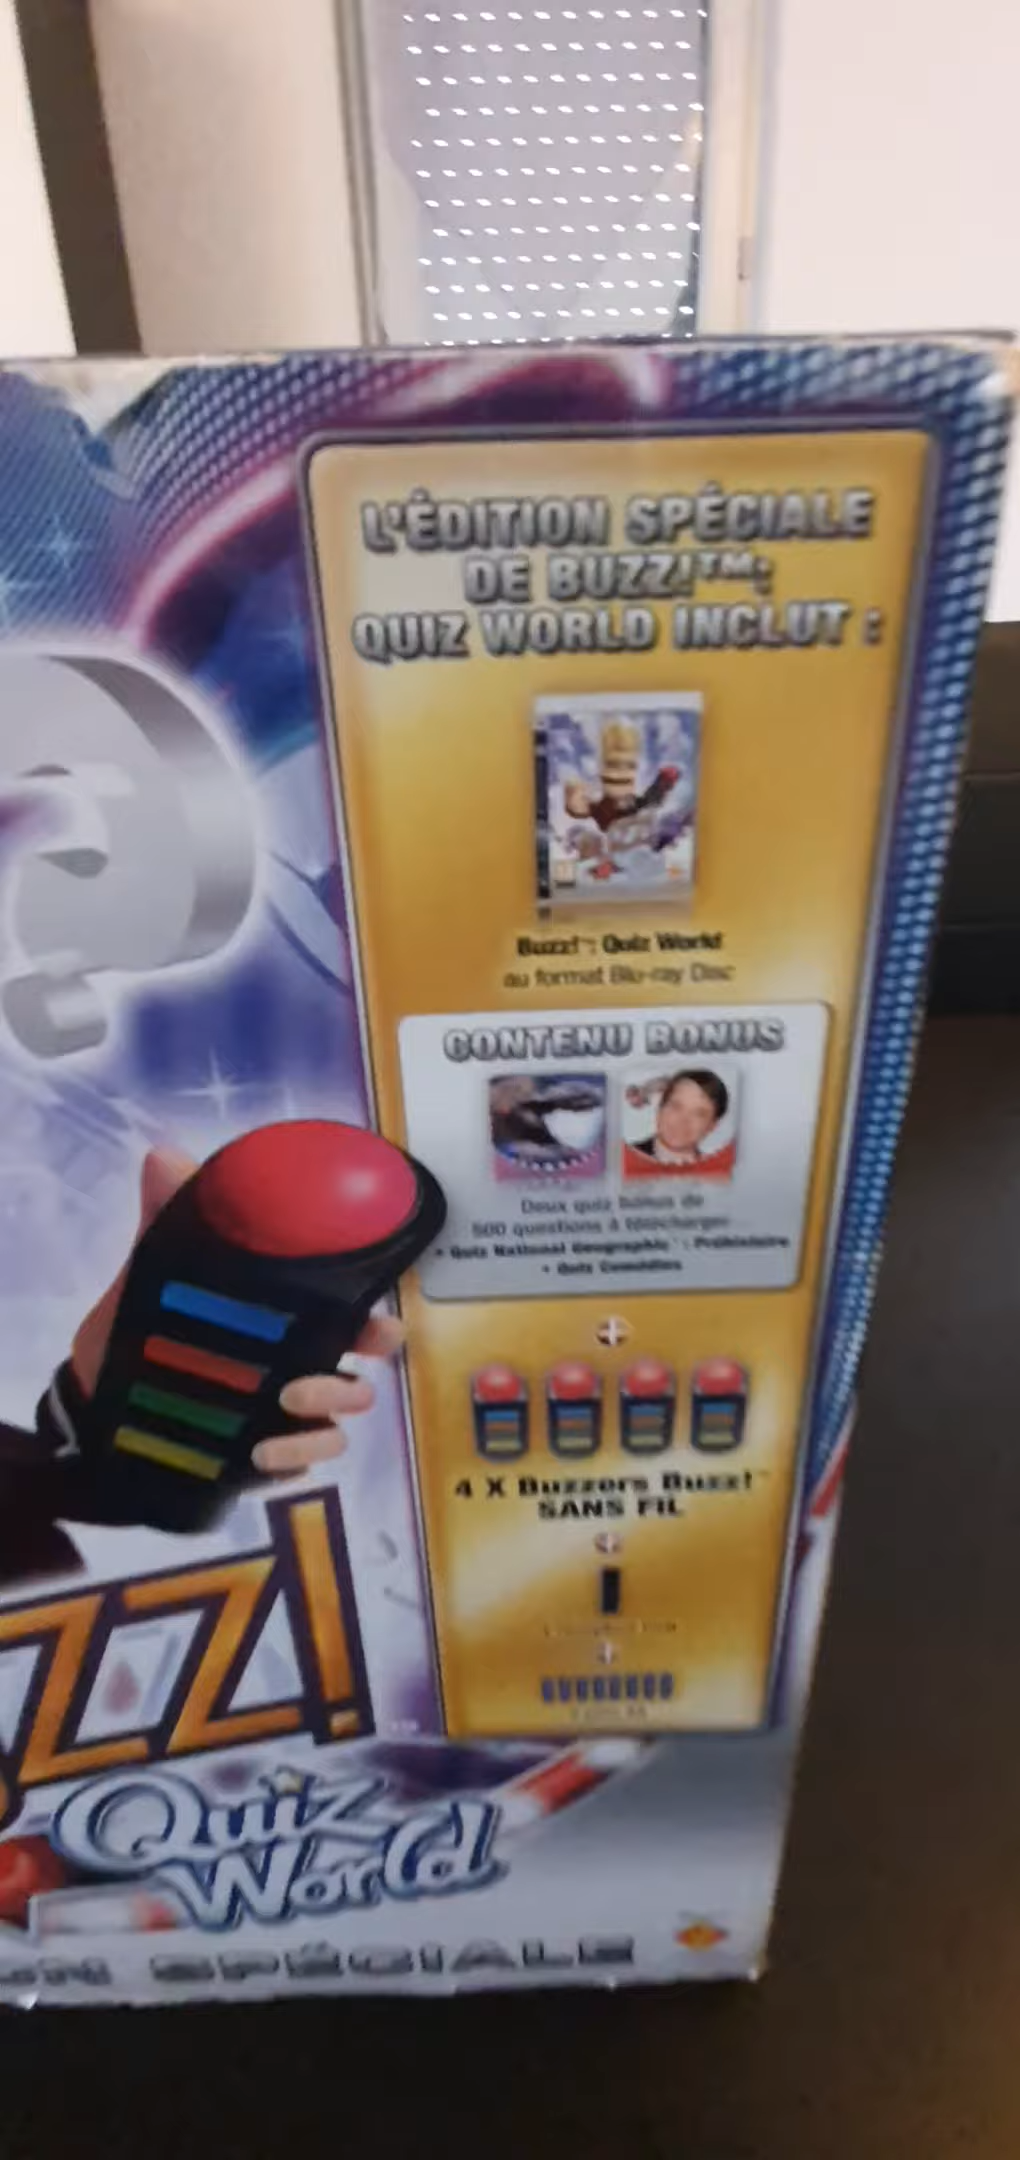 L'ÉDITION SPÉCIALE
DE BUZZ!™:
QUIZ WORLD INCLUT :
Buzz!™: Quiz World
au format Blu-ray Disc
CONTENU BONUS
Deux quiz bonus de
500 questions à télécharger
• Quiz National Geographic™ : Préhistoire
• Quiz Comédies
4 X Buzzers Buzz!™
SANS FIL
ZZ!
Quiz
World
SPÉCIALE